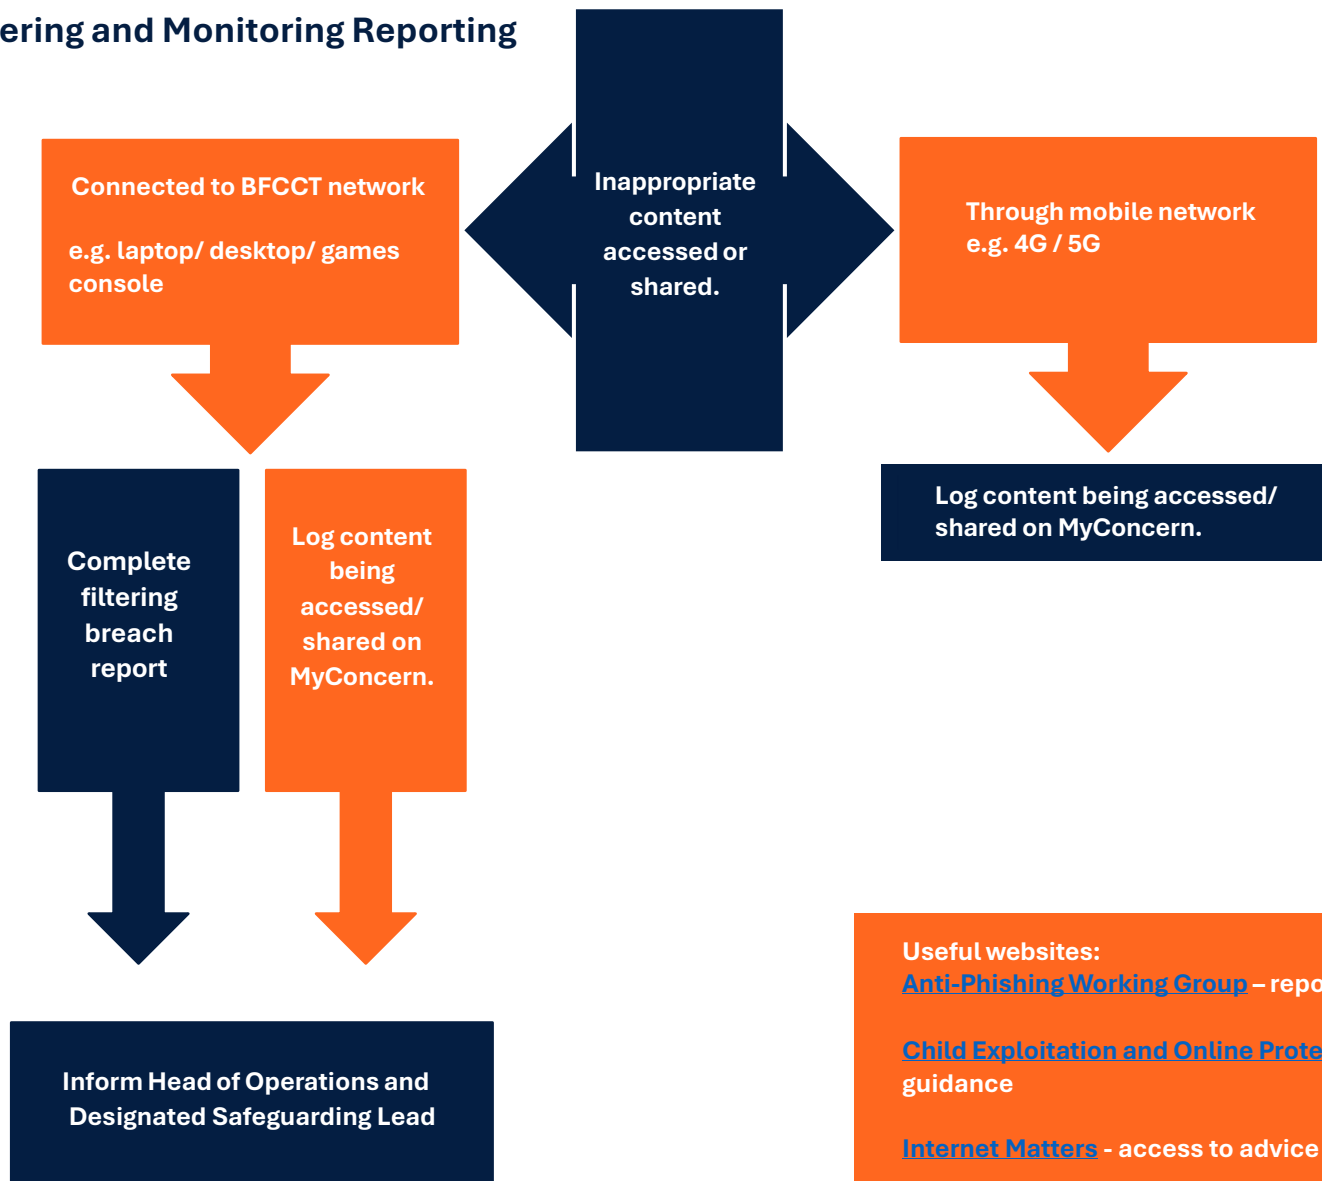 ering and Monitoring Reporting
Connected to BFCCT network
e.g. laptop/ desktop/ games
console
Inappropriate
content
accessed or
shared.
Through mobile network
e.g. 4G / 5G
Complete
filtering
breach
report
Log content
being
accessed/
shared on
MyConcern.
Log content being accessed/
shared on MyConcern.
Inform Head of Operations and
Designated Safeguarding Lead
Useful websites:
Anti-Phishing Working Group – repo
Child Exploitation and Online Prote
guidance
Internet Matters - access to advice